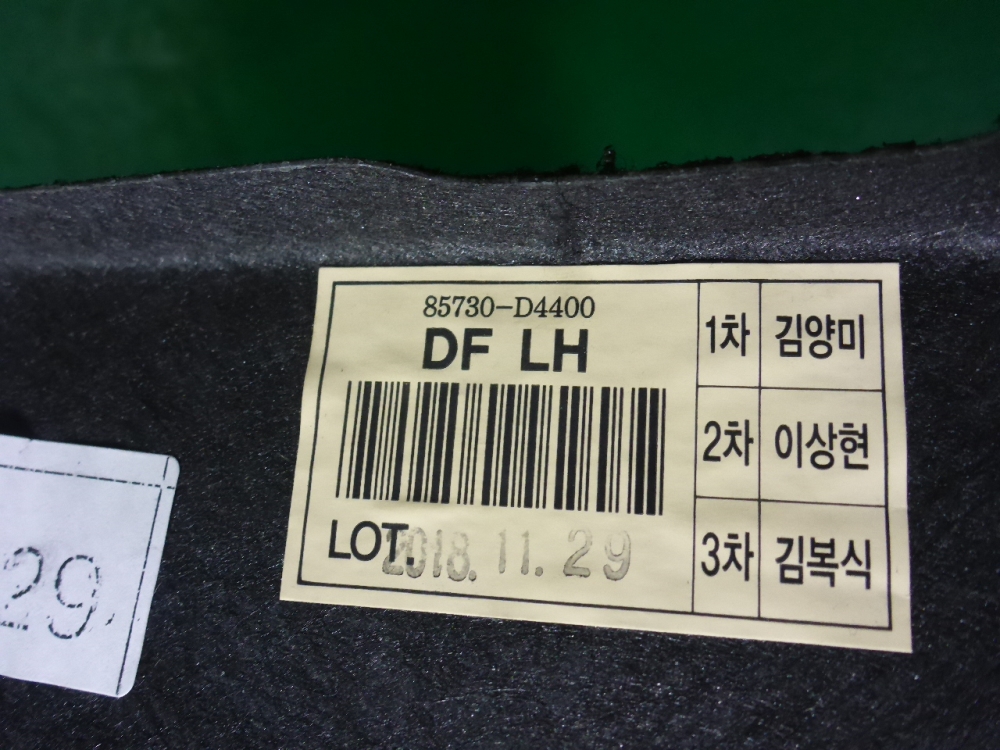 85730-D4400
DF LH
LOT. 2018. 11. 29
1차 김양미
2차 이상현
3차 김복식
29